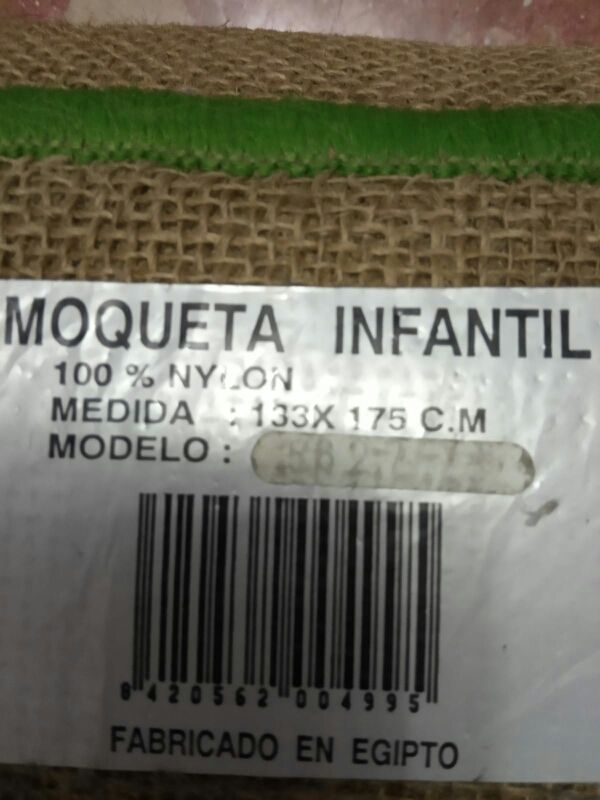 MOQUETA INFANTIL
100 % NYLON
MEDIDA : 133X 175 C.M
MODELO :
8 420562 004995
FABRICADO EN EGIPTO